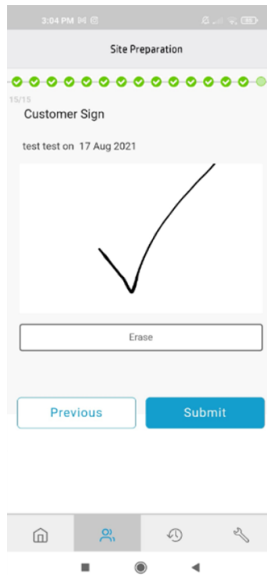 3:04 PM
Site Preparation
15/15
Customer Sign
test test on 17 Aug 2021
Erase
Previous
Submit